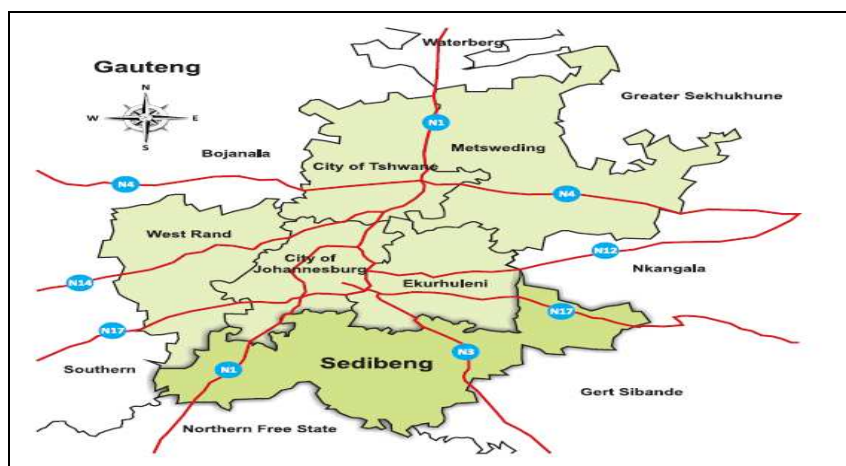 Waterberg
Gauteng
N
W E
S
Greater Sekhukhune
N1
Metsweding
Bojanala
City of Tshwane
N4
N4
West Rand
City of
Johannesburg
N12
Nkangala
Ekurhuleni
N14
N17
N17
Southern
Sedibeng
N3
N1
Gert Sibande
Northern Free State